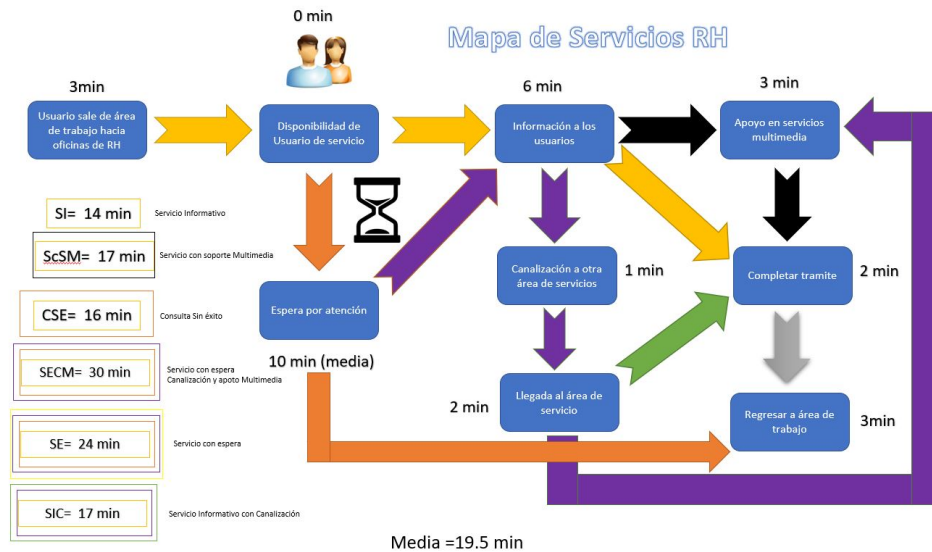 0 min
Mapa de Servicios RH
3min
6 min
3 min
Usuario sale de área
de trabajo hacia
oficinas de RH
Disponibilidad de
Usuario de servicio
Información a los
usuarios
Apoyo en servicios
multimedia
SI= 14 min
Servicio Informativo
ScSM= 17 min
Servicio con soporte Multimedia
CSE= 16 min
Consulta Sin éxito
SECM= 30 min
Servicio con espera
Canalización y apoto Multimedia
SE= 24 min
Servicio con espera
SIC= 17 min
Servicio Informativo con Canalización
Espera por atención
10 min (media)
Canalización a otra
área de servicios
1 min
Completar tramite
2 min
2 min
Llegada al área de
servicio
Regresar a área de
trabajo
3min
Media =19.5 min